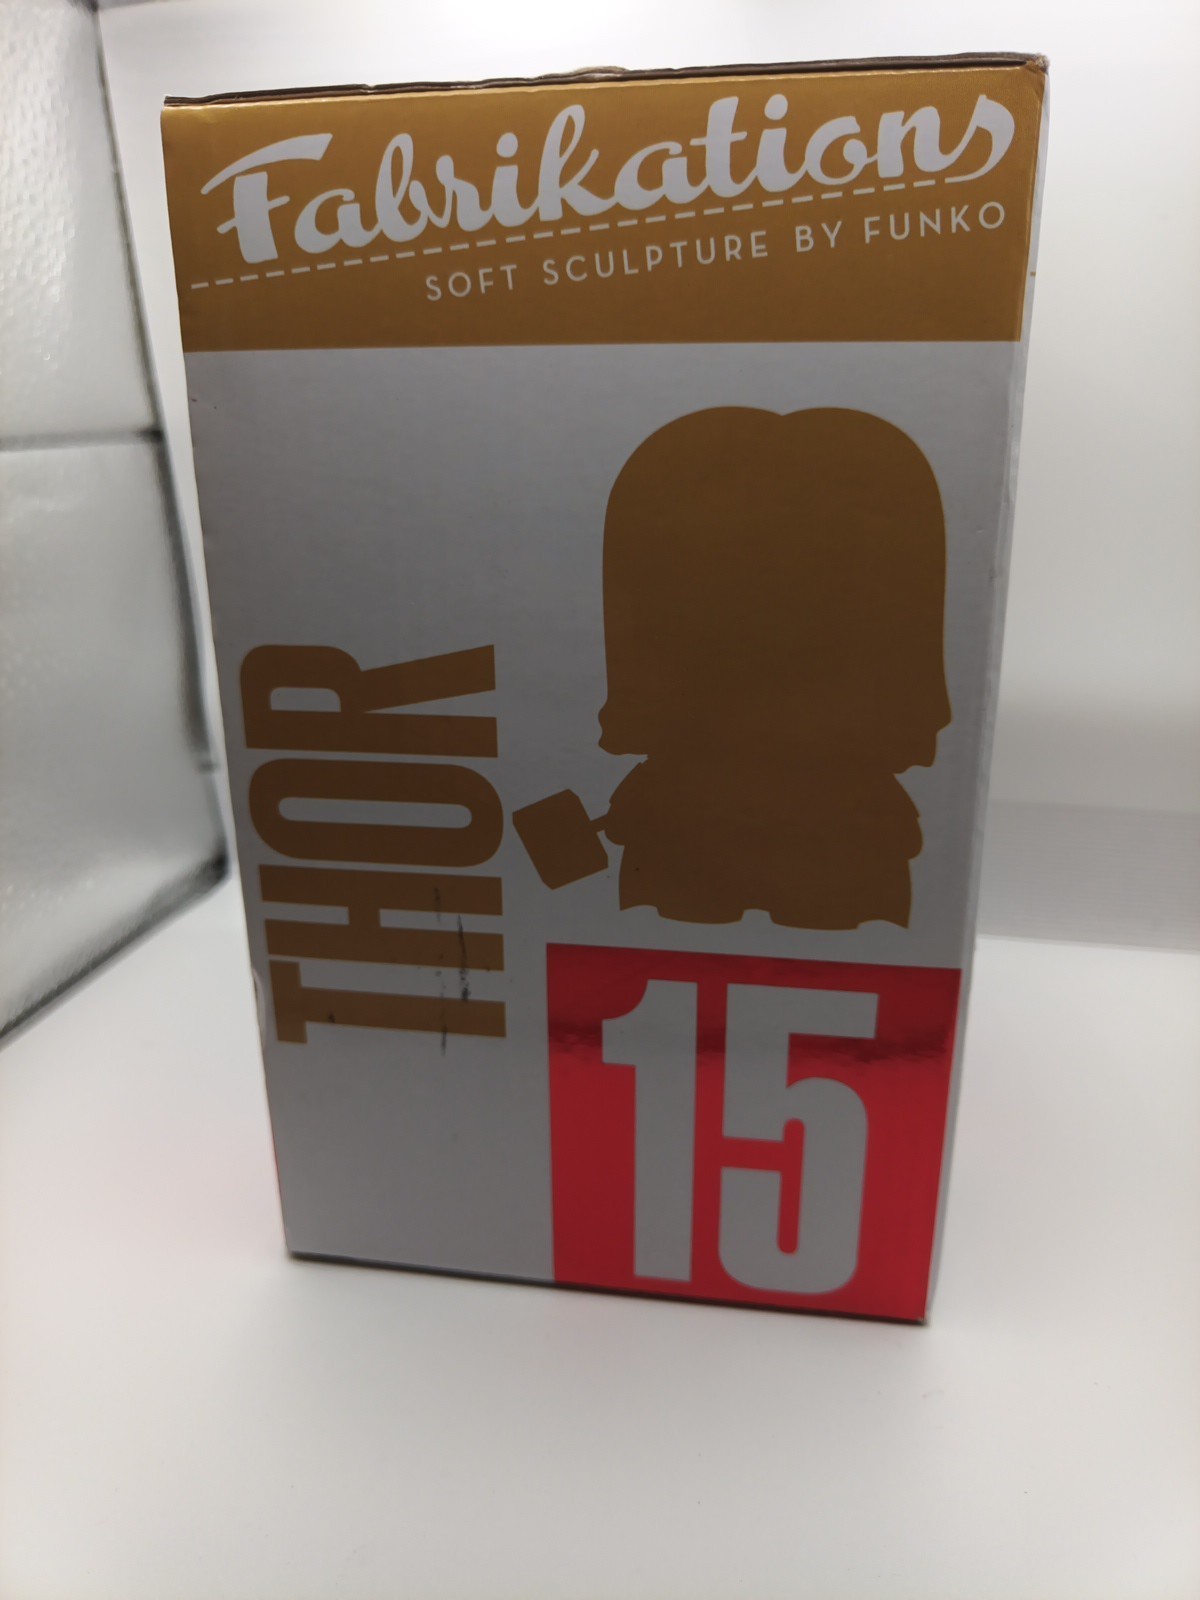 Fabrikations
SOFT SCULPTURE BY FUNKO
THOR
15